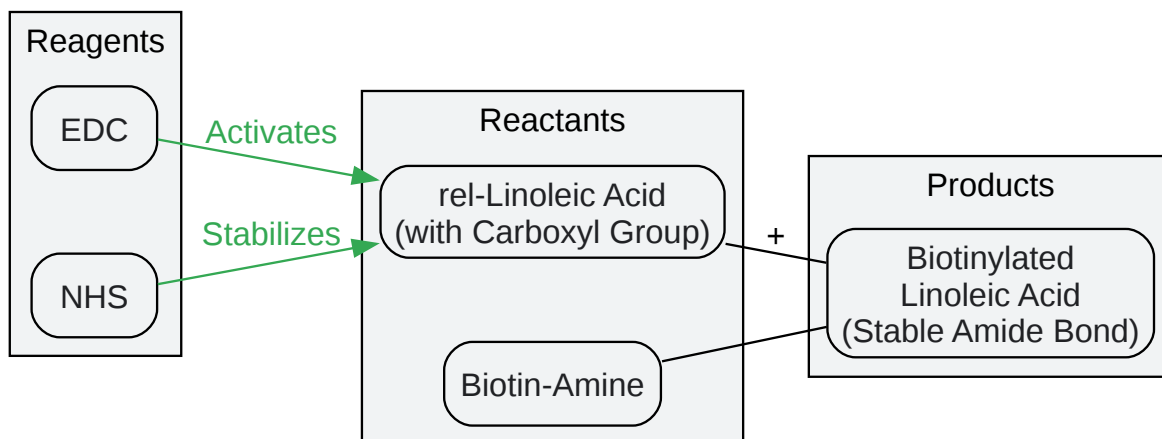 Reagents
EDC
NHS
Activates
Stabilizes
Reactants
rel-Linoleic Acid
(with Carboxyl Group)
Biotin-Amine
+
Products
Biotinylated
Linoleic Acid
(Stable Amide Bond)